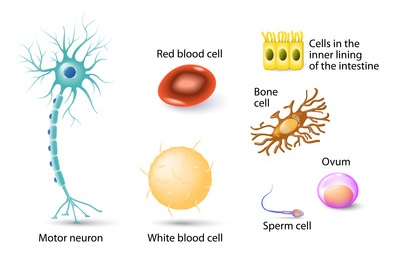 Red blood cell
Cells in the
inner lining
of the intestine
Bone
cell
Ovum
Sperm cell
Motor neuron
White blood cell